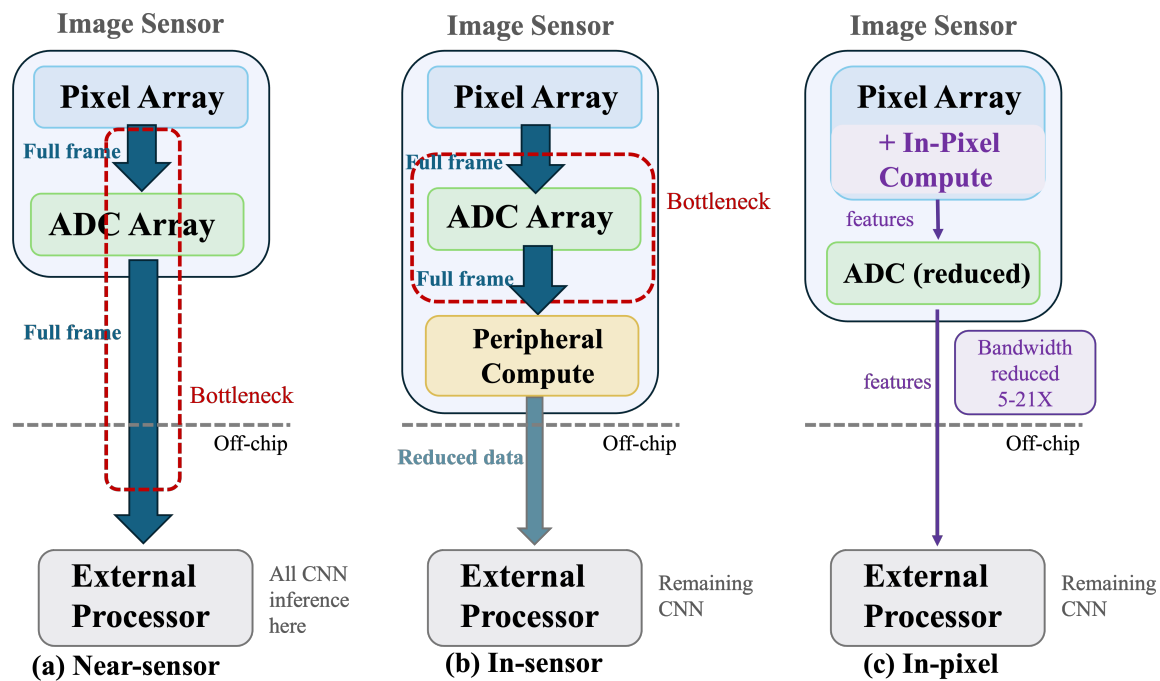 Image Sensor
Pixel Array
Full frame
ADC Array
Full frame
Bottleneck
Off-chip
External
Processor
All CNN
inference
here
(a) Near-sensor
Image Sensor
Pixel Array
Full frame
Bottleneck
ADC Array
Full frame
Peripheral
Compute
Off-chip
Reduced data
External
Processor
Remaining
CNN
(b) In-sensor
Image Sensor
Pixel Array
+ In-Pixel
Compute
features
ADC (reduced)
Bandwidth
reduced
5-21X
features
Off-chip
External
Processor
Remaining
CNN
(c) In-pixel